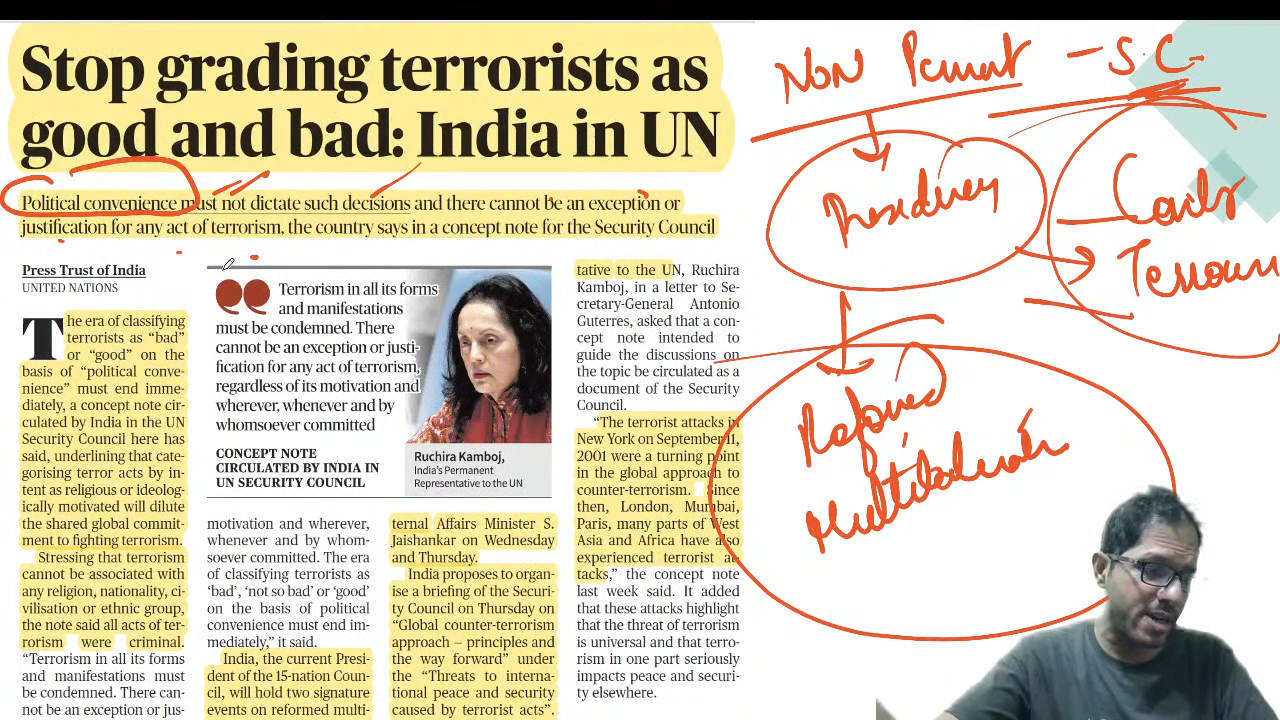 Stop grading terrorists as
good and bad: India in UN
Political convenience must not dictate such decisions and there cannot be an exception or
justification for any act of terrorism, the country says in a concept note for the Security Council
Press Trust of India
UNITED NATIONS
The era of classifying
terrorists as “bad”
or “good” on the
basis of “political conve-
nience” must end imme-
diately, a concept note cir-
culated by India in the UN
Security Council here has
said, underlining that cate-
gorising terror acts by in-
tent as religious or ideolog-
ically motivated will dilute
the shared global commit-
ment to fighting terrorism.
Stressing that terrorism
cannot be associated with
any religion, nationality, ci-
vilisation or ethnic group,
the note said all acts of ter-
rorism were criminal.
“Terrorism in all its forms
and manifestations must
be condemned. There can-
not be an exception or jus-
Terrorism in all its forms
and manifestations
must be condemned. There
cannot be an exception or justi-
fication for any act of terrorism,
regardless of its motivation and
wherever, whenever and by
whomsoever committed
CONCEPT NOTE
CIRCULATED BY INDIA IN
UN SECURITY COUNCIL
Ruchira Kamboj,
India's Permanent
Representative to the UN
motivation and wherever,
whenever and by whom-
soever committed. The era
of classifying terrorists as
‘bad’, ‘not so bad’ or ‘good’
on the basis of political
convenience must end im-
mediately,” it said.
India, the current Presi-
dent of the 15-nation Coun-
cil, will hold two signature
events on reformed multi-
ternal Affairs Minister S.
Jaishankar on Wednesday
and Thursday.
India proposes to organ-
ise a briefing of the Securi-
ty Council on Thursday on
“Global counter-terrorism
approach – principles and
the way forward” under
the “Threats to interna-
tional peace and security
caused by terrorist acts”.
tative to the UN, Ruchira
Kamboj, in a letter to Se-
cretary-General Antonio
Guterres, asked that a con-
cept note intended to
guide the discussions on
the topic be circulated as a
document of the Security
Council.
“The terrorist attacks in
New York on September 11,
2001 were a turning point
in the global approach to
counter-terrorism. Since
then, London, Mumbai,
Paris, many parts of West
Asia and Africa have also
experienced terrorist at-
tacks,” the concept note
last week said. It added
that these attacks highlight
that the threat of terrorism
is universal and that terro-
rism in one part seriously
impacts peace and securi-
ty elsewhere.
NON - S.C.
Presidency